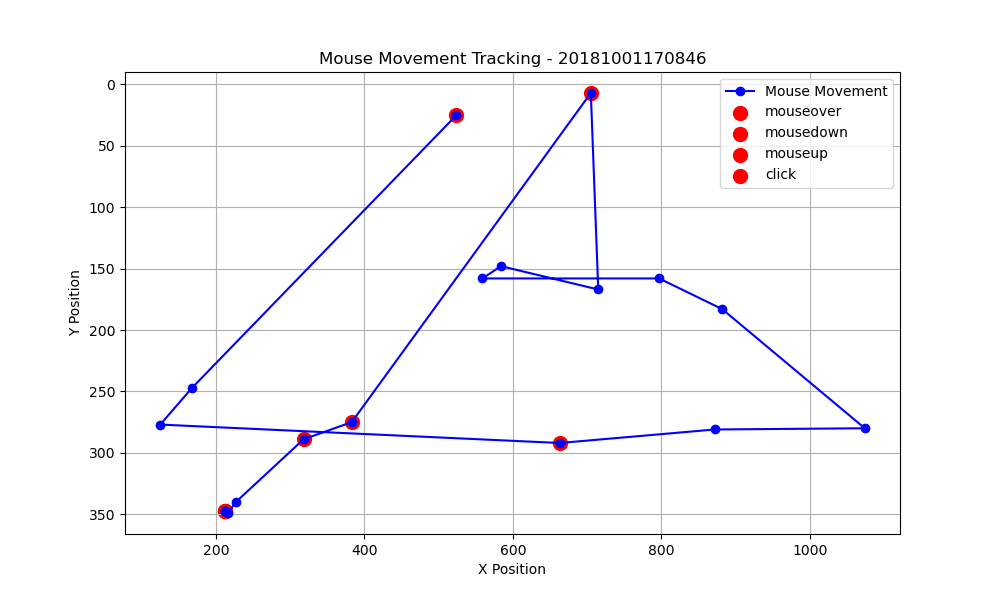 Mouse Movement Tracking - 20181001170846
Mouse Movement
mouseover
mousedown
mouseup
click
0
50
100
150
200
250
300
350
Y Position
200 400 600 800 1000
X Position